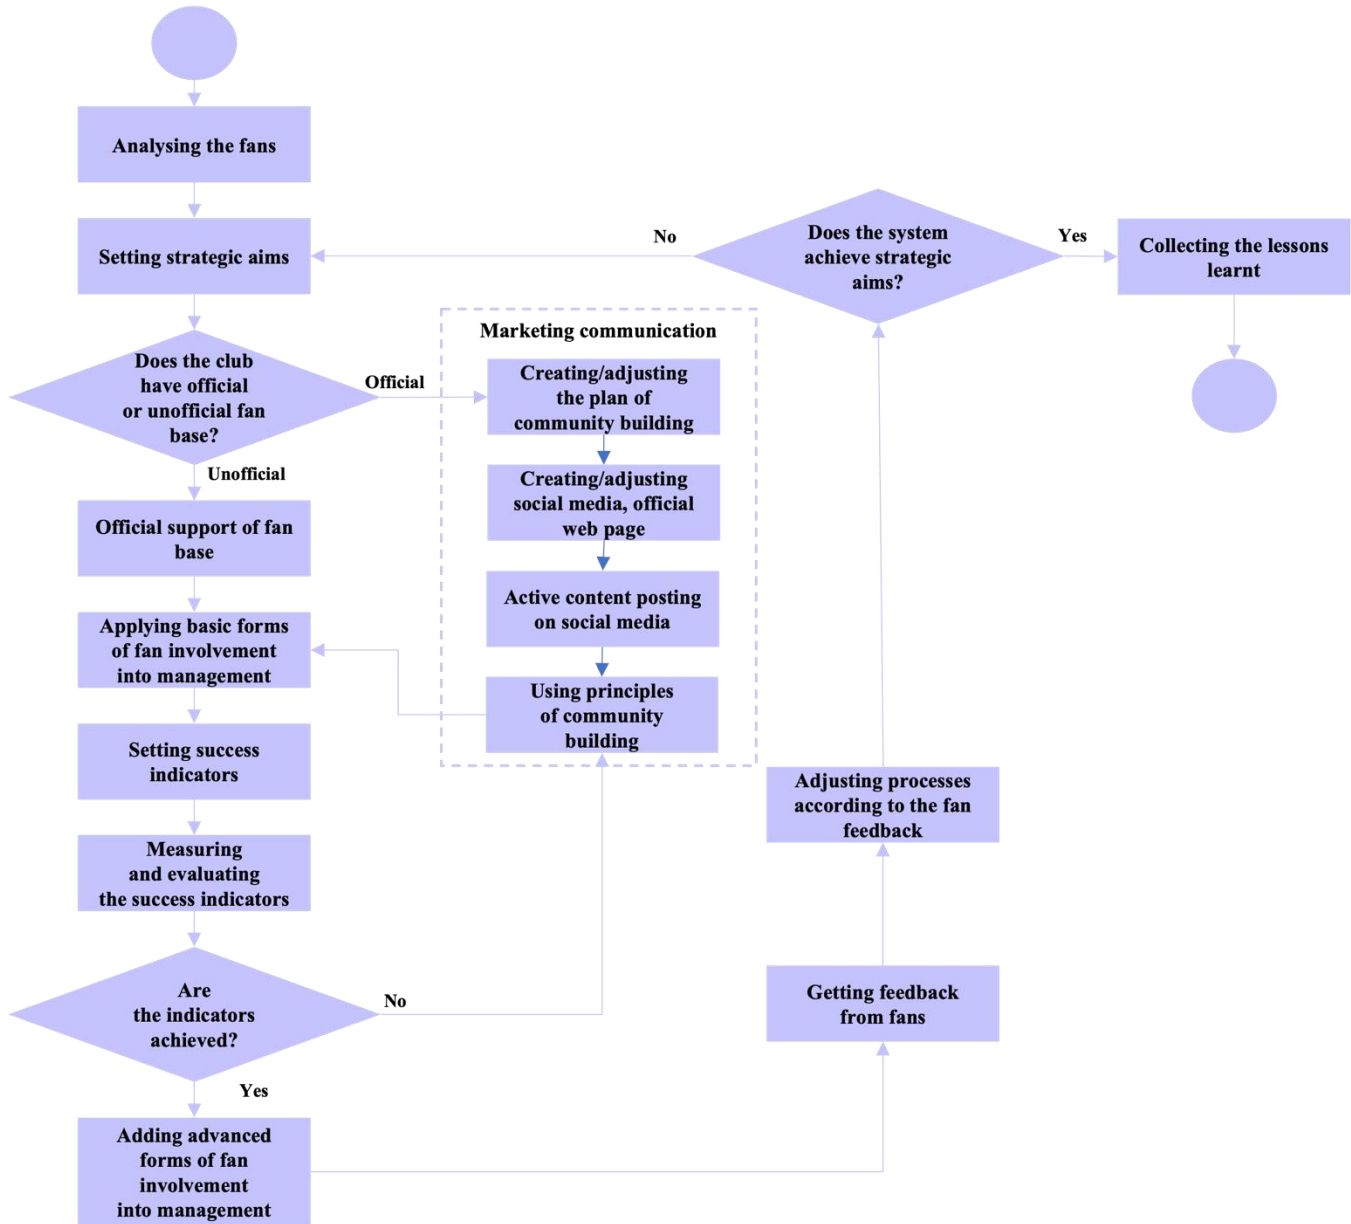 Analysing the fans
Setting strategic aims
Does the club
have official
or unofficial fan
base?
Official
Unofficial
Official support of fan
base
Applying basic forms
of fan involvement
into management
Setting success
indicators
Measuring
and evaluating
the success indicators
Are
the indicators
achieved?
No
Yes
Adding advanced
forms of fan
involvement
into management
Marketing communication
Creating/adjusting
the plan of
community building
Creating/adjusting
social media, official
web page
Active content posting
on social media
Using principles
of community
building
Getting feedback
from fans
Adjusting processes
according to the fan
feedback
Does the system
achieve strategic
aims?
No
Yes
Collecting the lessons
learnt